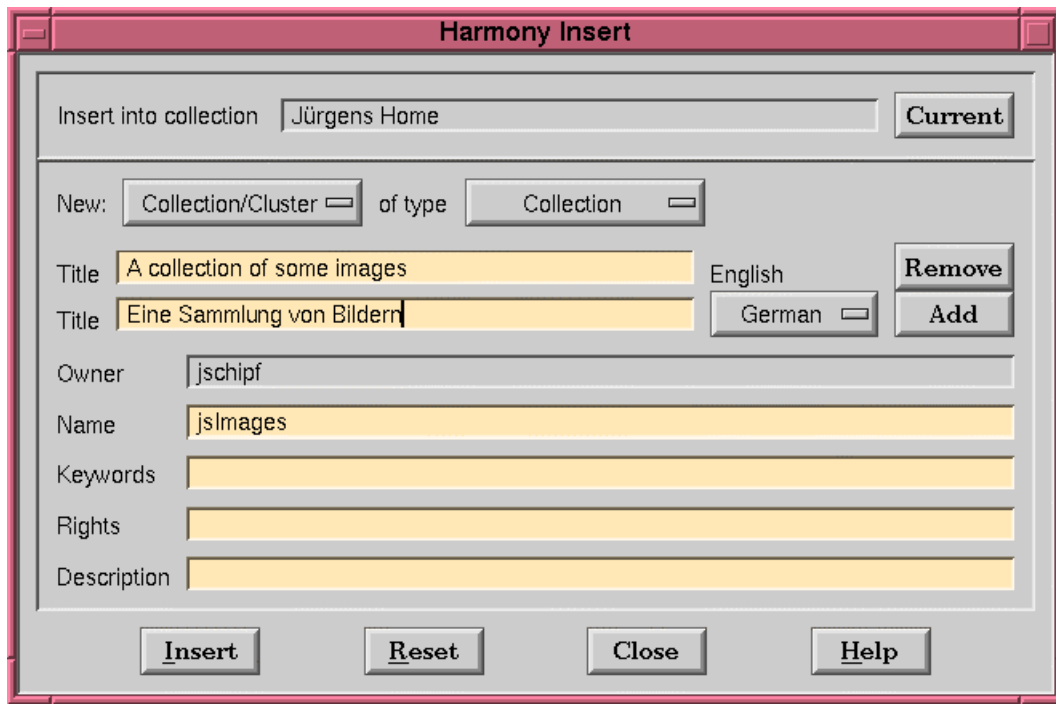 Harmony Insert
Insert into collection Jürgens Home Current
New: Collection/Cluster of type Collection
Title A collection of some images English Remove
Title Eine Sammlung von Bildern German Add
Owner jschipf
Name jsImages
Keywords
Rights
Description
Insert Reset Close Help